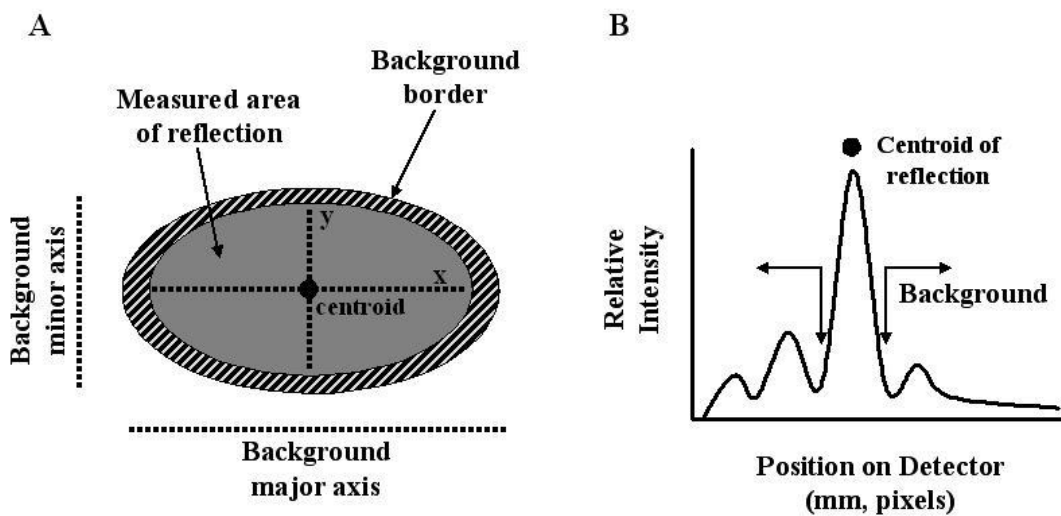 A
Background
border
Measured area
of reflection
y
x
centroid
Background
minor axis
Background
major axis
B
Centroid of
reflection
Relative
Intensity
Background
Position on Detector
(mm, pixels)